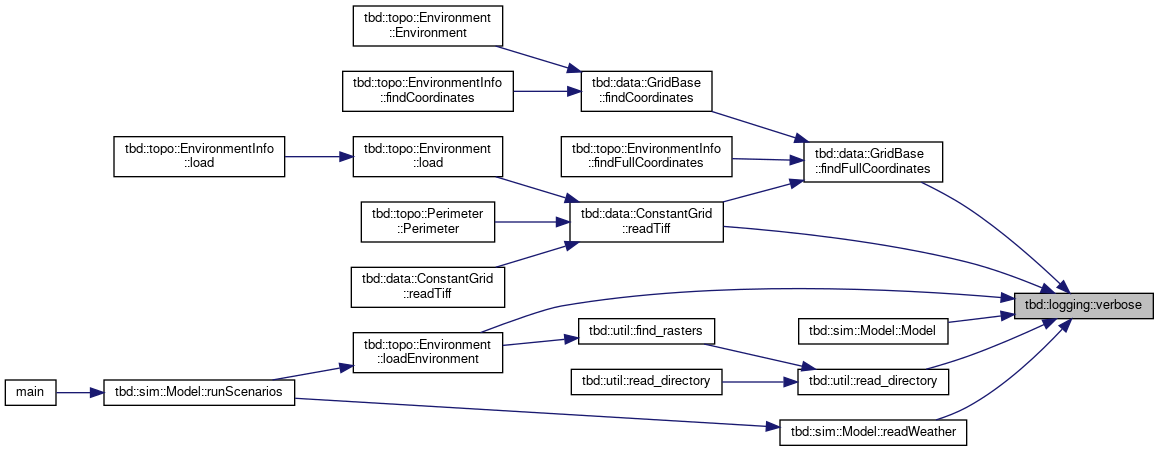 tbd::topo::Environment
::Environment
tbd::topo::EnvironmentInfo
::findCoordinates
tbd::data::GridBase
::findCoordinates
tbd::topo::EnvironmentInfo
::load
tbd::topo::Environment
::load
tbd::topo::EnvironmentInfo
::findFullCoordinates
tbd::data::GridBase
::findFullCoordinates
tbd::topo::Perimeter
::Perimeter
tbd::data::ConstantGrid
::readTiff
tbd::data::ConstantGrid
::readTiff
tbd::logging::verbose
tbd::topo::Environment
::loadEnvironment
tbd::util::find_rasters
tbd::sim::Model::Model
main
tbd::sim::Model::runScenarios
tbd::util::read_directory
tbd::util::read_directory
tbd::sim::Model::readWeather